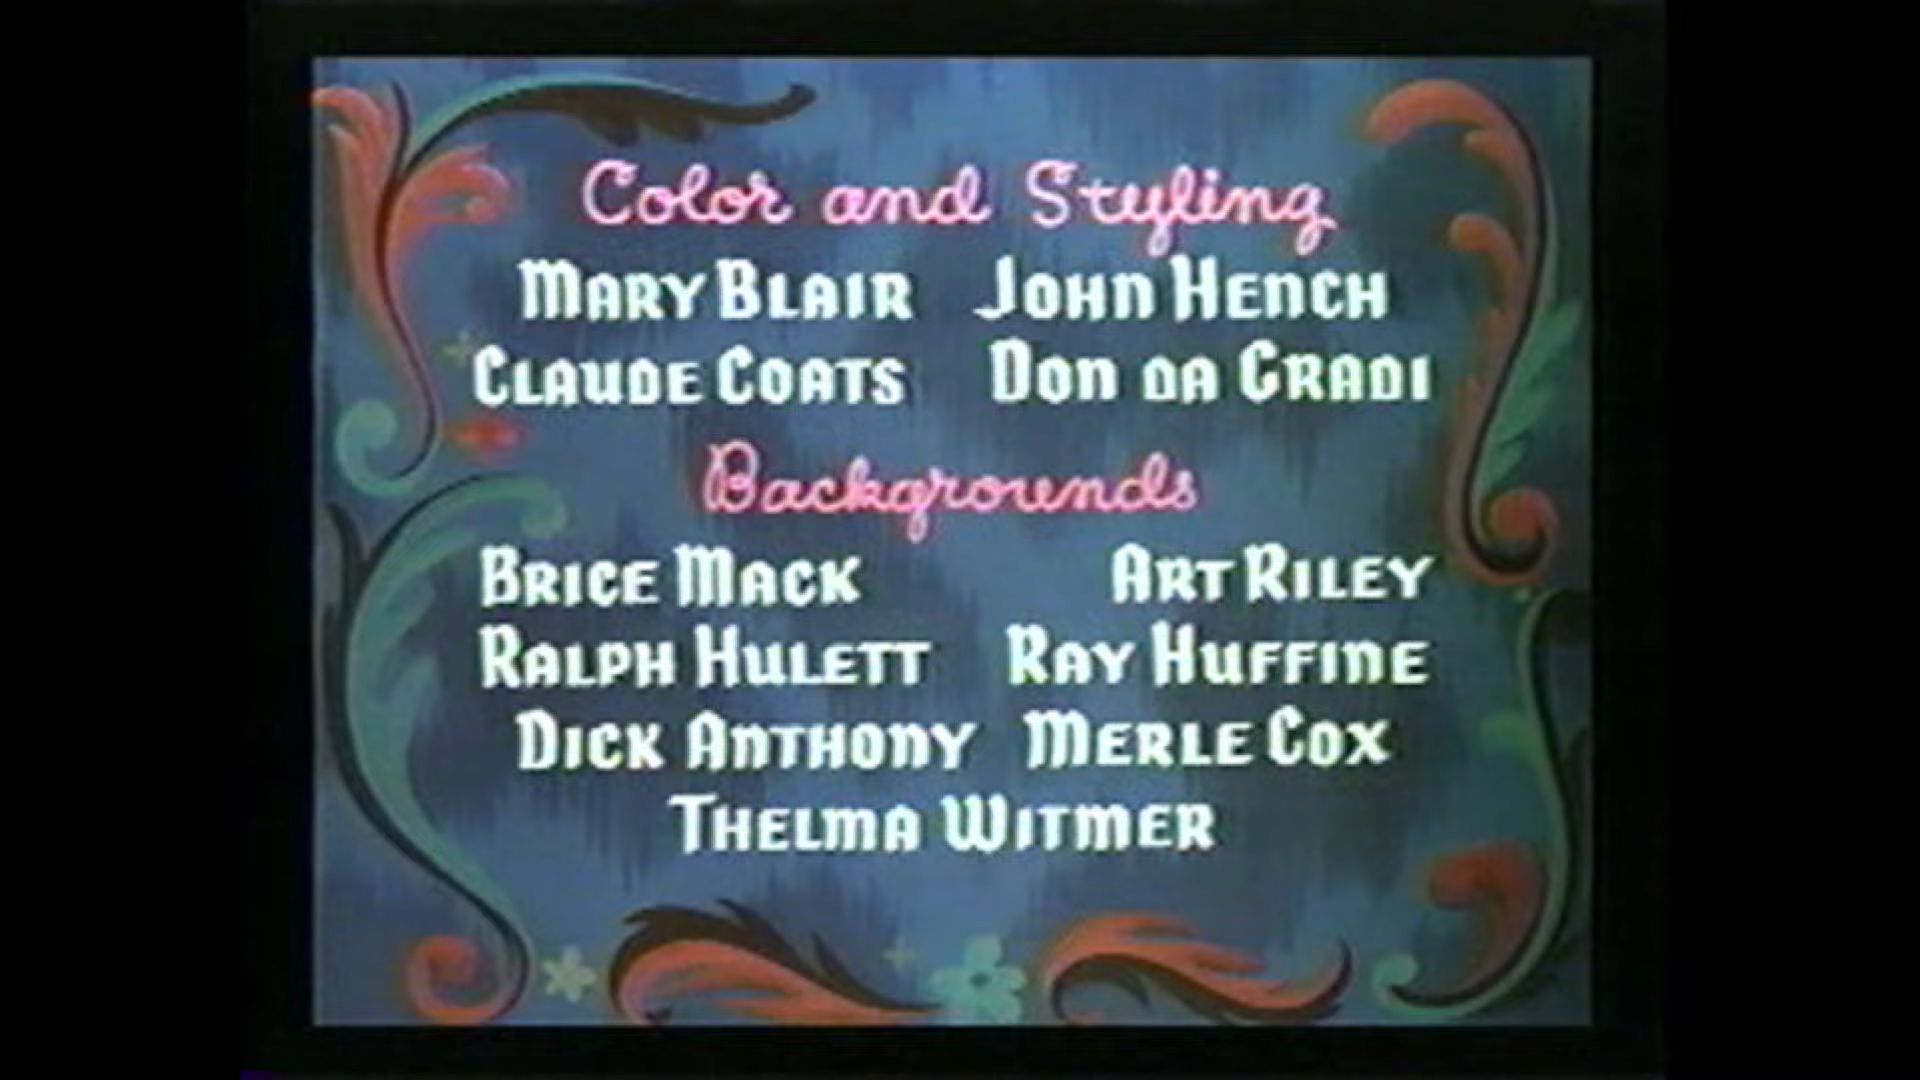 Color and Styling
Mary Blair John Hench
Claude Coats Don da Gradi
Backgrounds
Brice Mack Art Riley
Ralph Hulett Ray Huffine
Dick Anthony Merle Cox
Thelma Witmer